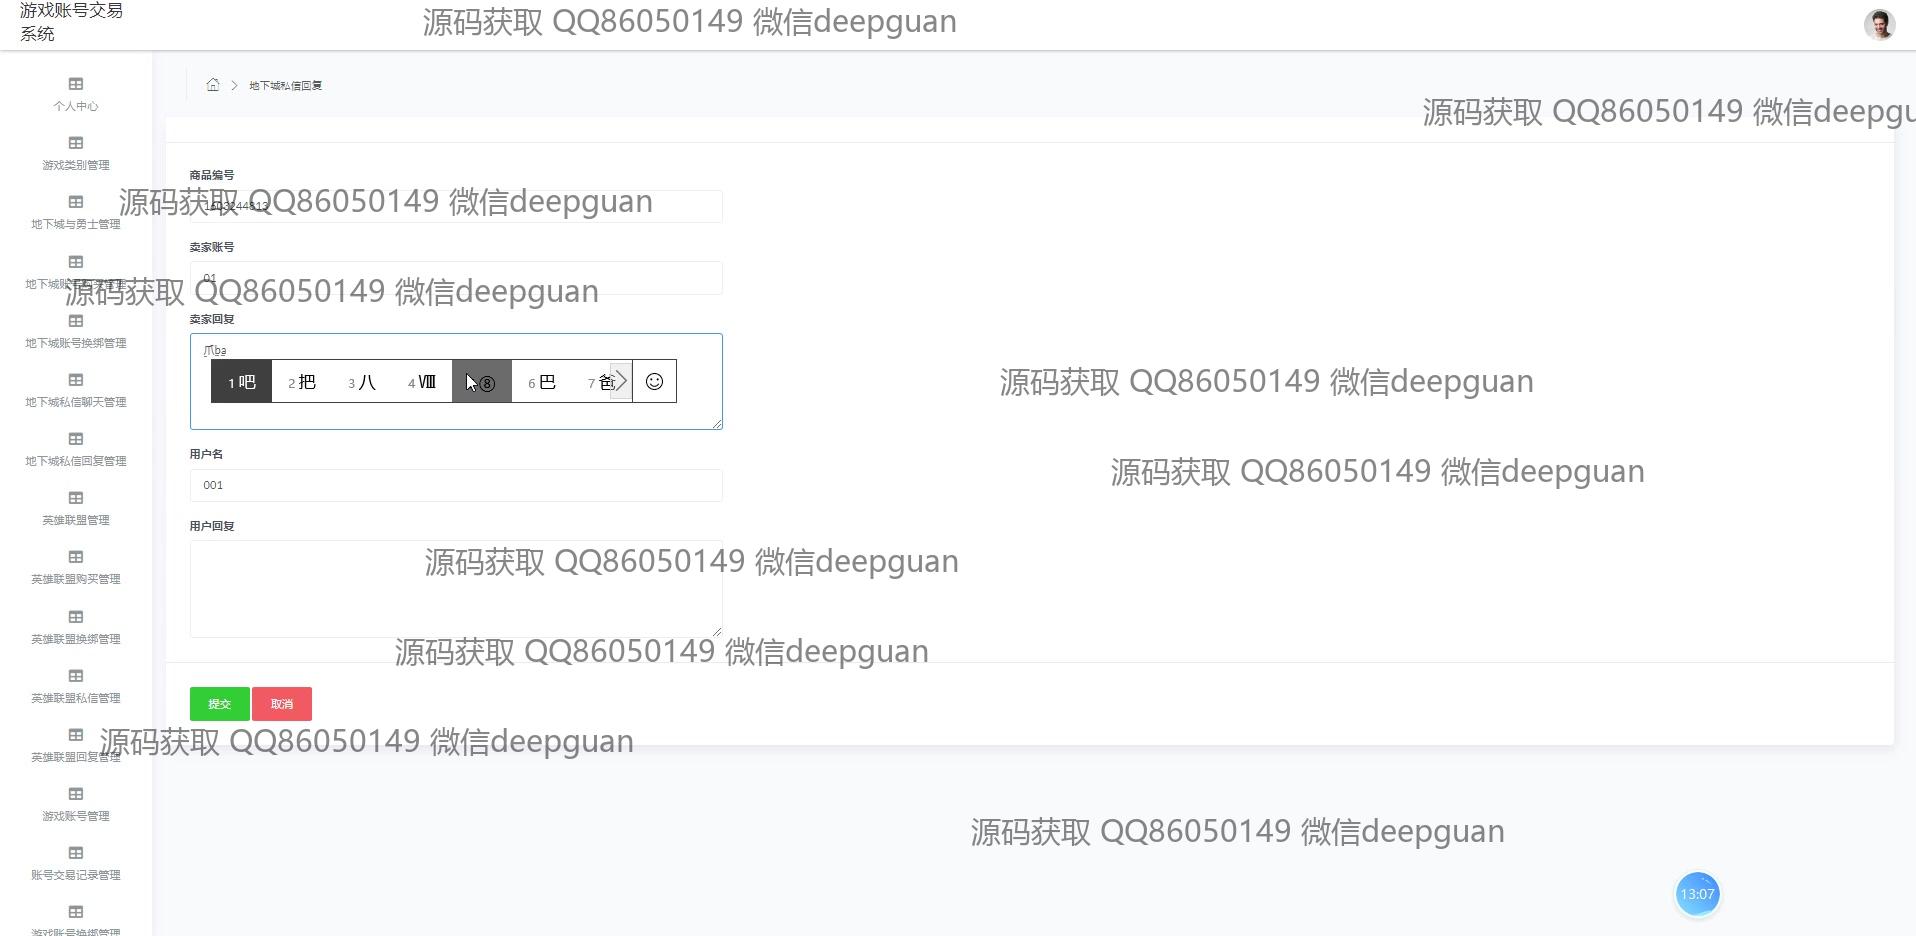 游戏账号交易
系统
源码获取 QQ86050149 微信deepguan
地下城私信回复
源码获取 QQ86050149 微信deepgu
个人中心
游戏类别管理
地下城与勇士管理
地下城账号购买管理
地下城账号换绑管理
地下城私信聊天管理
地下城私信回复管理
英雄联盟管理
英雄联盟购买管理
英雄联盟换绑管理
英雄联盟私信管理
英雄联盟回复管理
游戏账号管理
账号交易记录管理
游戏账号换绑管理
商品编号
源码获取 QQ86050149 微信deepguan
卖家账号
01
源码获取 QQ86050149 微信deepguan
卖家回复
爪ba
1 吧 2 把 3 八 4 Ⅷ ⑧ 6 巴 7 爸
源码获取 QQ86050149 微信deepguan
用户名
001
源码获取 QQ86050149 微信deepguan
用户回复
源码获取 QQ86050149 微信deepguan
源码获取 QQ86050149 微信deepguan
提交 取消
源码获取 QQ86050149 微信deepguan
源码获取 QQ86050149 微信deepguan
13:07